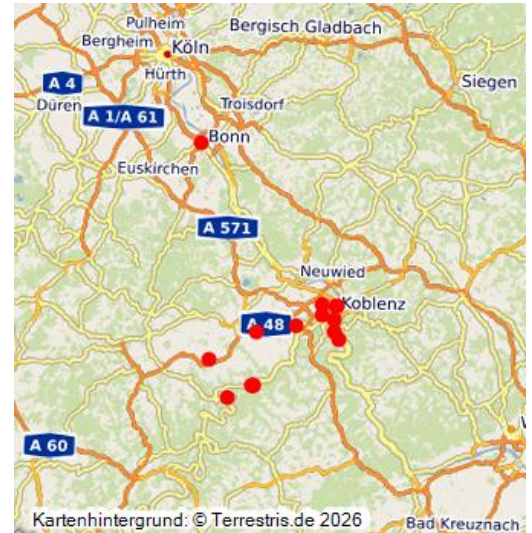 Pulheim
Bergisch Gladbach
Bergheim
Köln
Hürth
Siegen
A 4
Düren
Troisdorf
A 1/A 61
Bonn
Euskirchen
A 571
Neuwied
Koblenz
A 48
A 60
W
Kartenhintergrund: © Terrestris.de 2026
Bad Kreuznach